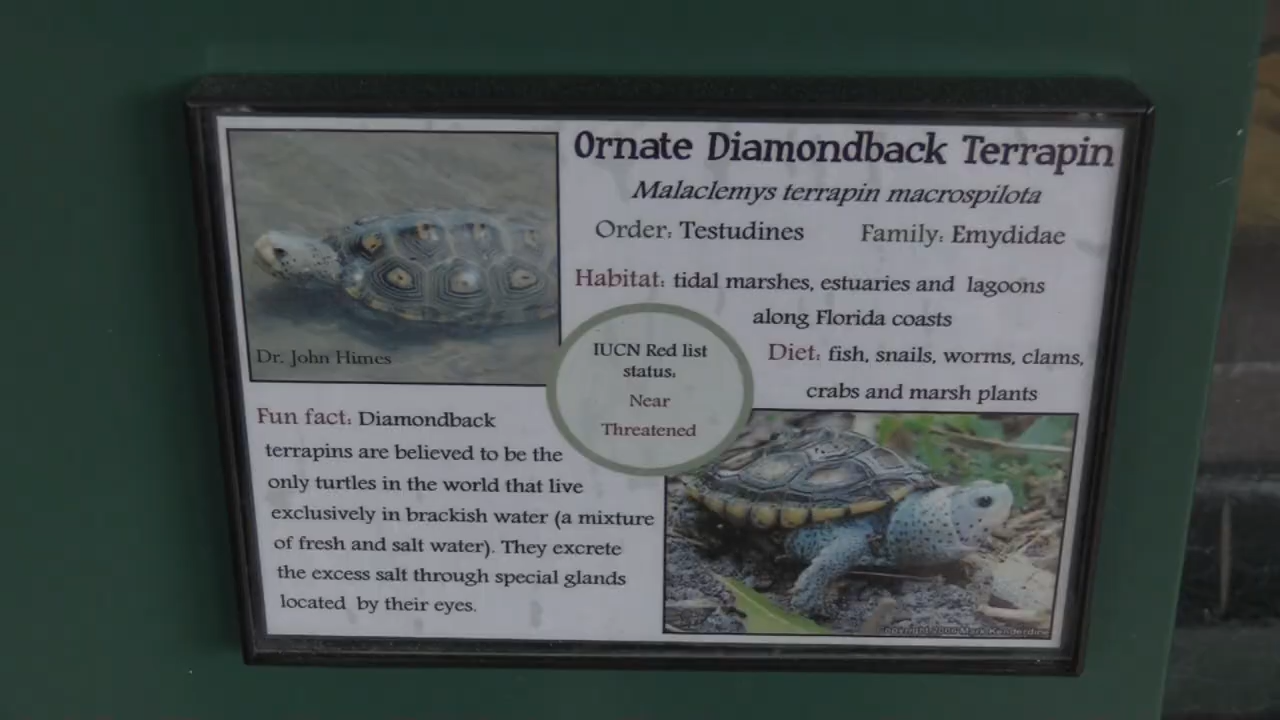 Ornate Diamondback Terrapin
Malaclemys terrapin macrospilota
Order: Testudines Family: Emydidae
Habitat: tidal marshes, estuaries and lagoons
along Florida coasts
Diet: fish, snails, worms, clams,
crabs and marsh plants
IUCN Red list
status:
Near
Threatened
Dr. John Himes
Fun fact: Diamondback
terrapins are believed to be the
only turtles in the world that live
exclusively in brackish water (a mixture
of fresh and salt water). They excrete
the excess salt through special glands
located by their eyes.
Copyright Mark